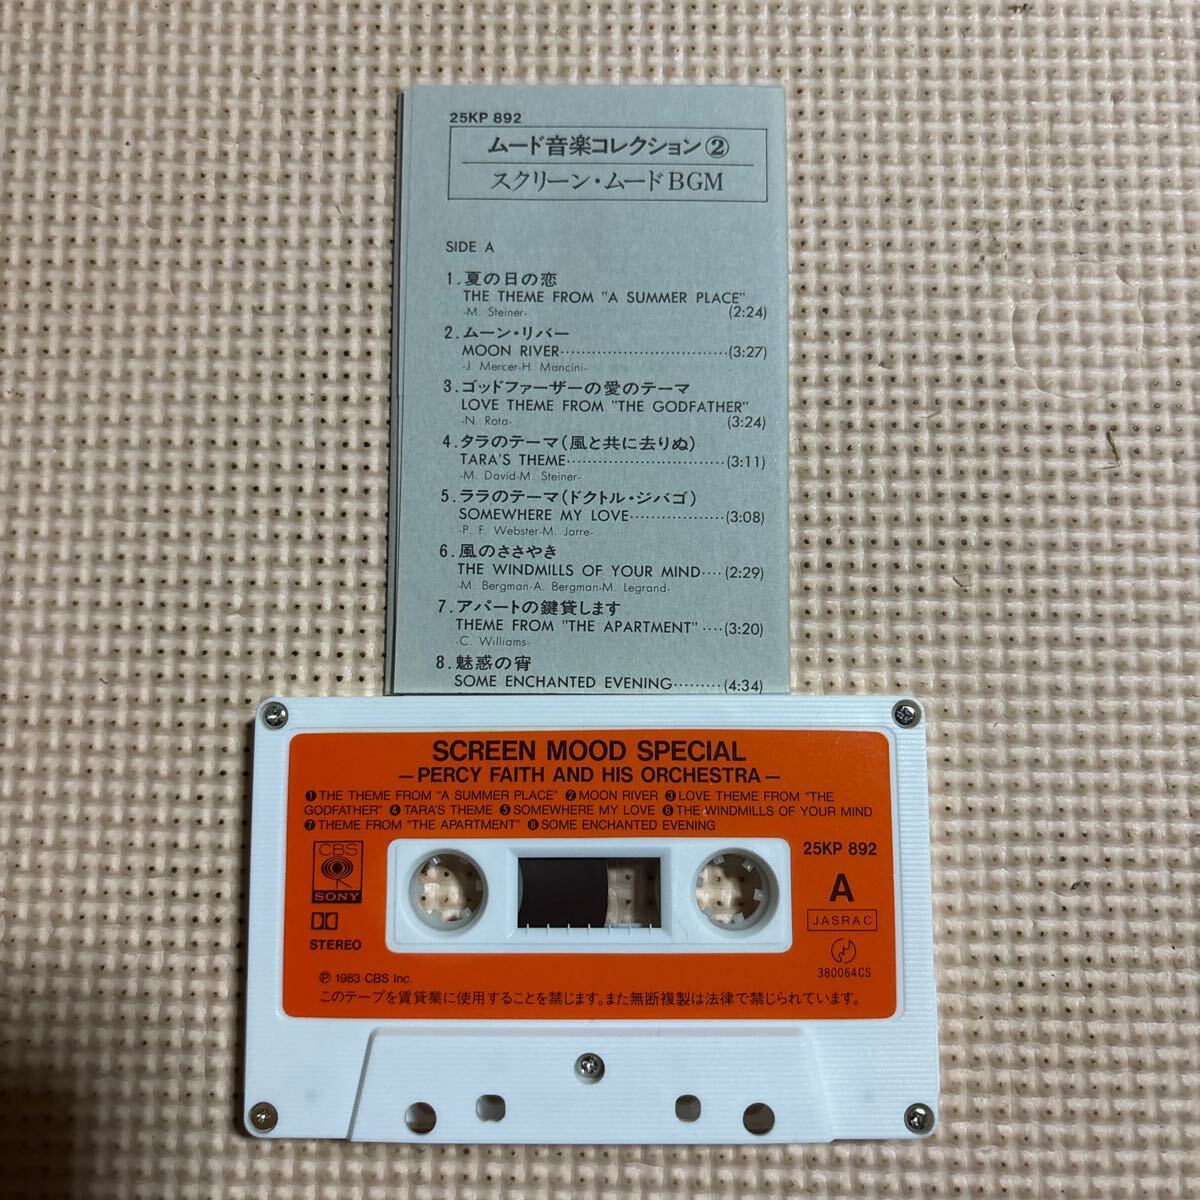 25KP 892
ムード音楽コレクション②
スクリーン・ムードBGM
SIDE A
1.夏の日の恋
THE THEME FROM "A SUMMER PLACE"
-M. Steiner- (2:24)
2.ムーン・リバー
MOON RIVER································(3:27)
-J. Mercer-H. Mancini-
3.ゴッドファーザーの愛のテーマ
LOVE THEME FROM "THE GODFATHER"
-N. Rota- (3:24)
4.タラのテーマ(風と共に去りぬ)
TARA'S THEME······························(3:11)
-M. David-M. Steiner-
5.ララのテーマ(ドクトル・ジバゴ)
SOMEWHERE MY LOVE··················(3:08)
-P. F. Webster-M. Jarre-
6.風のささやき
THE WINDMILLS OF YOUR MIND····(2:29)
-M. Bergman-A. Bergman-M. Legrand-
7.アパートの鍵貸します
THEME FROM "THE APARTMENT"····(3:20)
-C. Williams-
8.魅惑の宵
SOME ENCHANTED EVENING·········(4:34)
SCREEN MOOD SPECIAL
—PERCY FAITH AND HIS ORCHESTRA—
❶THE THEME FROM "A SUMMER PLACE" ❷MOON RIVER ❸LOVE THEME FROM "THE
GODFATHER" ❹TARA'S THEME ❺SOMEWHERE MY LOVE ❻THE WINDMILLS OF YOUR MIND
❼THEME FROM "THE APARTMENT" ❽SOME ENCHANTED EVENING
CBS
SONY
STEREO
25KP 892
A
JASRAC
380064CS
℗ 1983 CBS Inc.
このテープを賃貸業に使用することを禁じます。また無断複製は法律で禁じられています。